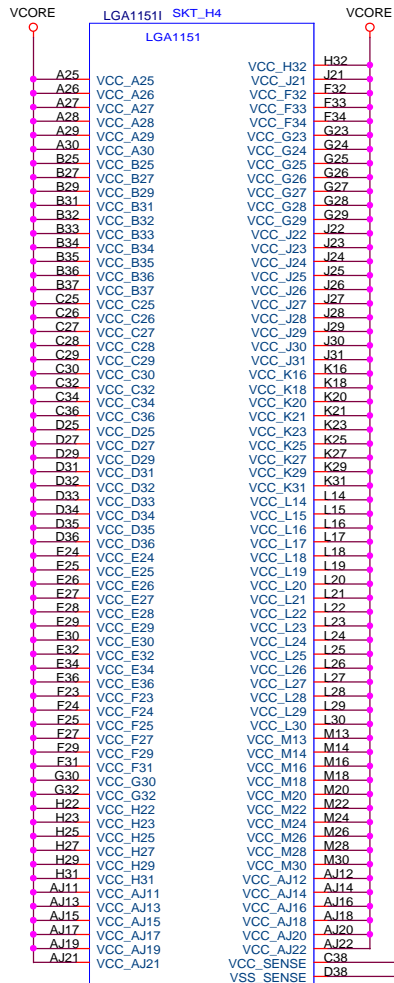 VCORE LGA1151I SKT_H4 VCORE
LGA1151
A25 VCC_A25
A26 VCC_A26
A27 VCC_A27
A28 VCC_A28
A29 VCC_A29
A30 VCC_A30
B25 VCC_B25
B27 VCC_B27
B29 VCC_B29
B31 VCC_B31
B32 VCC_B32
B33 VCC_B33
B34 VCC_B34
B35 VCC_B35
B36 VCC_B36
B37 VCC_B37
C25 VCC_C25
C26 VCC_C26
C27 VCC_C27
C28 VCC_C28
C29 VCC_C29
C30 VCC_C30
C32 VCC_C32
C34 VCC_C34
C36 VCC_C36
D25 VCC_D25
D27 VCC_D27
D29 VCC_D29
D31 VCC_D31
D32 VCC_D32
D33 VCC_D33
D34 VCC_D34
D35 VCC_D35
D36 VCC_D36
E24 VCC_E24
E25 VCC_E25
E26 VCC_E26
E27 VCC_E27
E28 VCC_E28
E29 VCC_E29
E30 VCC_E30
E32 VCC_E32
E34 VCC_E34
E36 VCC_E36
F23 VCC_F23
F24 VCC_F24
F25 VCC_F25
F27 VCC_F27
F29 VCC_F29
F31 VCC_F31
G30 VCC_G30
G32 VCC_G32
H22 VCC_H22
H23 VCC_H23
H25 VCC_H25
H27 VCC_H27
H29 VCC_H29
H31 VCC_H31
AJ11 VCC_AJ11
AJ13 VCC_AJ13
AJ15 VCC_AJ15
AJ17 VCC_AJ17
AJ19 VCC_AJ19
AJ21 VCC_AJ21
VCC_H32 H32
VCC_J21 J21
VCC_F32 F32
VCC_F33 F33
VCC_F34 F34
VCC_G23 G23
VCC_G24 G24
VCC_G25 G25
VCC_G26 G26
VCC_G27 G27
VCC_G28 G28
VCC_G29 G29
VCC_J22 J22
VCC_J23 J23
VCC_J24 J24
VCC_J25 J25
VCC_J26 J26
VCC_J27 J27
VCC_J28 J28
VCC_J29 J29
VCC_J30 J30
VCC_J31 J31
VCC_K16 K16
VCC_K18 K18
VCC_K20 K20
VCC_K21 K21
VCC_K23 K23
VCC_K25 K25
VCC_K27 K27
VCC_K29 K29
VCC_K31 K31
VCC_L14 L14
VCC_L15 L15
VCC_L16 L16
VCC_L17 L17
VCC_L18 L18
VCC_L19 L19
VCC_L20 L20
VCC_L21 L21
VCC_L22 L22
VCC_L23 L23
VCC_L24 L24
VCC_L25 L25
VCC_L26 L26
VCC_L27 L27
VCC_L28 L28
VCC_L29 L29
VCC_L30 L30
VCC_M13 M13
VCC_M14 M14
VCC_M16 M16
VCC_M18 M18
VCC_M20 M20
VCC_M22 M22
VCC_M24 M24
VCC_M26 M26
VCC_M28 M28
VCC_M30 M30
VCC_AJ12 AJ12
VCC_AJ14 AJ14
VCC_AJ16 AJ16
VCC_AJ18 AJ18
VCC_AJ20 AJ20
VCC_AJ22 AJ22
VCC_SENSE C38
VSS_SENSE D38